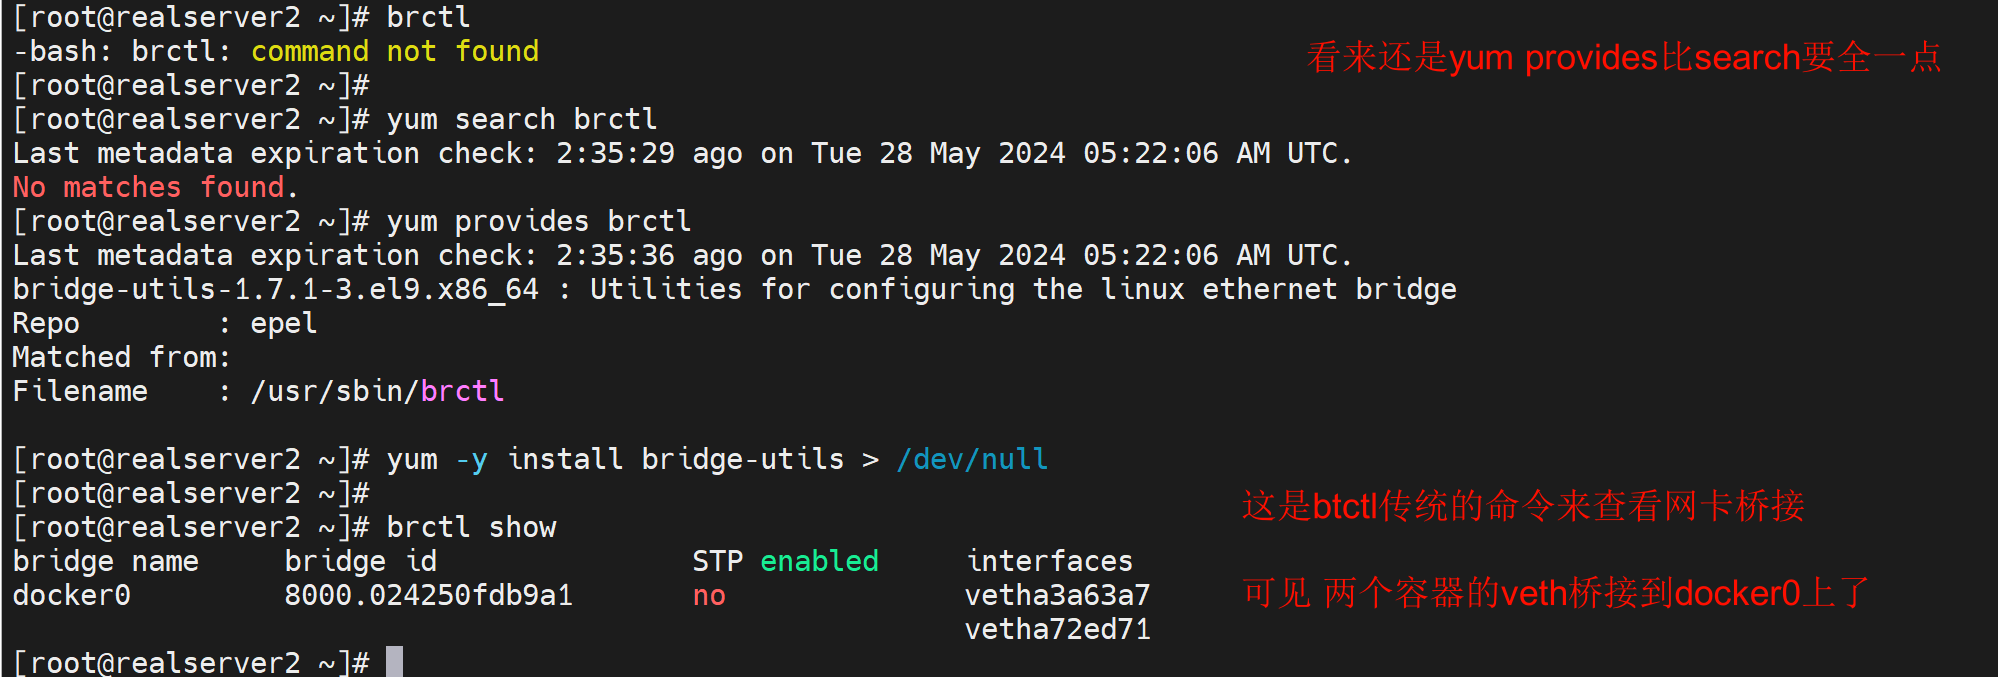 [root@realserver2 ~]# brctl
-bash: brctl: command not found
看来还是yum provides比search要全一点
[root@realserver2 ~]#
[root@realserver2 ~]# yum search brctl
Last metadata expiration check: 2:35:29 ago on Tue 28 May 2024 05:22:06 AM UTC.
No matches found.
[root@realserver2 ~]# yum provides brctl
Last metadata expiration check: 2:35:36 ago on Tue 28 May 2024 05:22:06 AM UTC.
bridge-utils-1.7.1-3.el9.x86_64 : Utilities for configuring the linux ethernet bridge
Repo        : epel
Matched from:
Filename    : /usr/sbin/brctl
[root@realserver2 ~]# yum -y install bridge-utils > /dev/null
[root@realserver2 ~]#
这是btctl传统的命令来查看网卡桥接
[root@realserver2 ~]# brctl show
bridge name     bridge id               STP enabled     interfaces
docker0         8000.024250fdb9a1       no              vetha3a63a7
可见 两个容器的veth桥接到docker0上了
vetha72ed71
[root@realserver2 ~]#